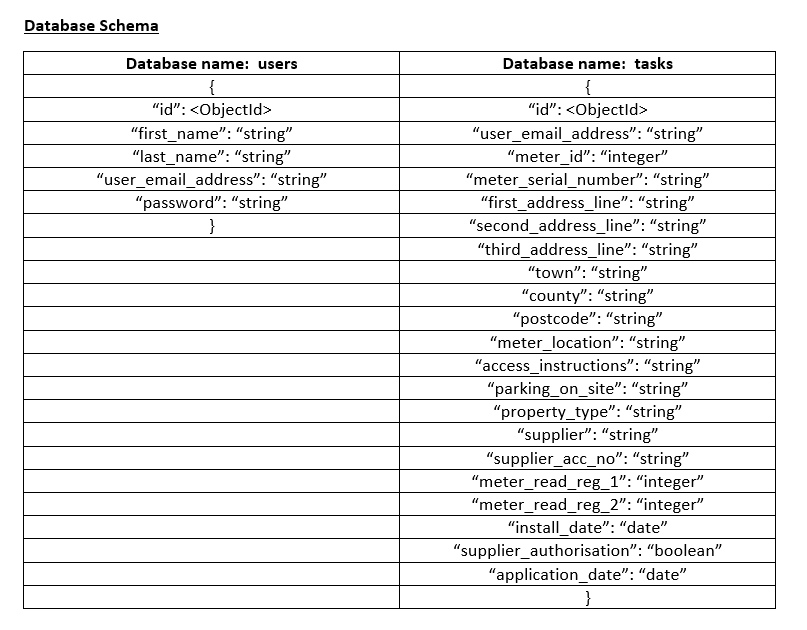 Database Schema
Database name:  users Database name:  tasks
{ {
“id”: <ObjectId> “id”: <ObjectId>
“first_name”: “string” “user_email_address”: “string”
“last_name”: “string” “meter_id”: “integer”
“user_email_address”: “string” “meter_serial_number”: “string”
“password”: “string” “first_address_line”: “string”
} “second_address_line”: “string”
“third_address_line”: “string”
“town”: “string”
“county”: “string”
“postcode”: “string”
“meter_location”: “string”
“access_instructions”: “string”
“parking_on_site”: “string”
“property_type”: “string”
“supplier”: “string”
“supplier_acc_no”: “string”
“meter_read_reg_1”: “integer”
“meter_read_reg_2”: “integer”
“install_date”: “date”
“supplier_authorisation”: “boolean”
“application_date”: “date”
}